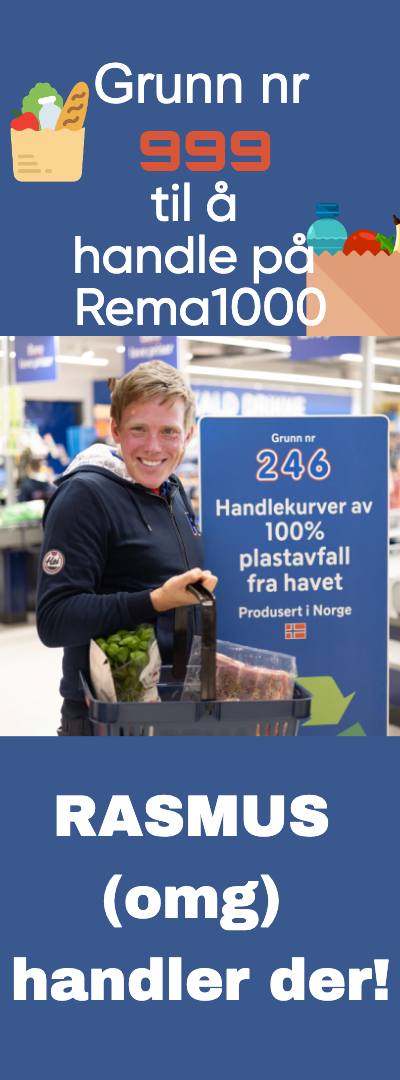 Grunn nr
999
til å
handle på
Rema1000
Grunn nr
246
Handlekurver av
100%
plastavfall
fra havet
Produsert i Norge
RASMUS
(omg)
handler der!